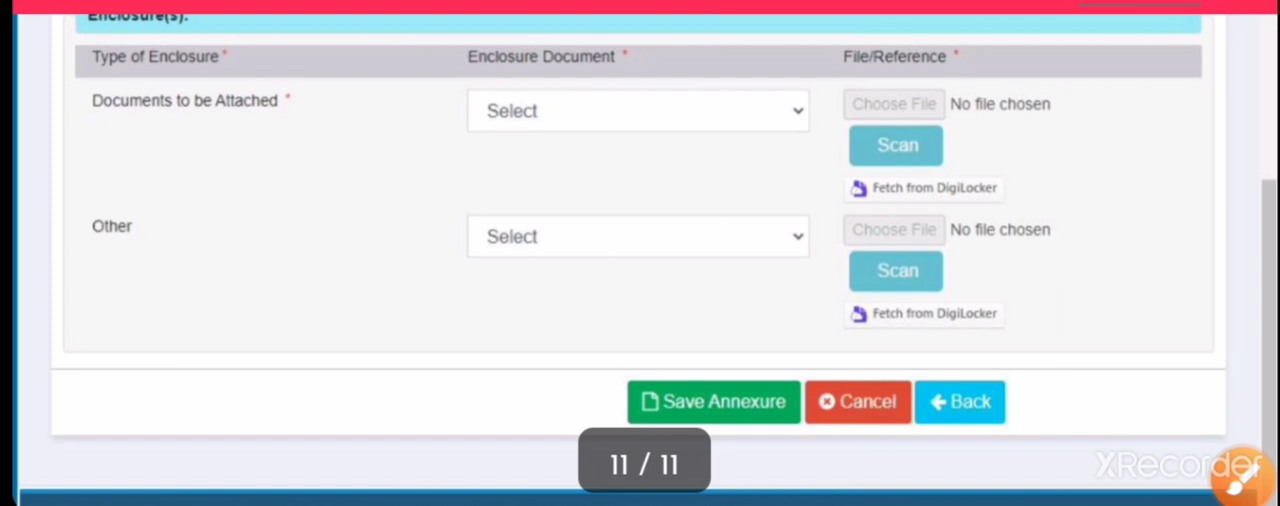 Enclosure(s):
Type of Enclosure * Enclosure Document * File/Reference *
Documents to be Attached * Select Choose File No file chosen
Scan
Fetch from DigiLocker
Other Select Choose File No file chosen
Scan
Fetch from DigiLocker
Save Annexure Cancel Back
11 / 11
XRecorder